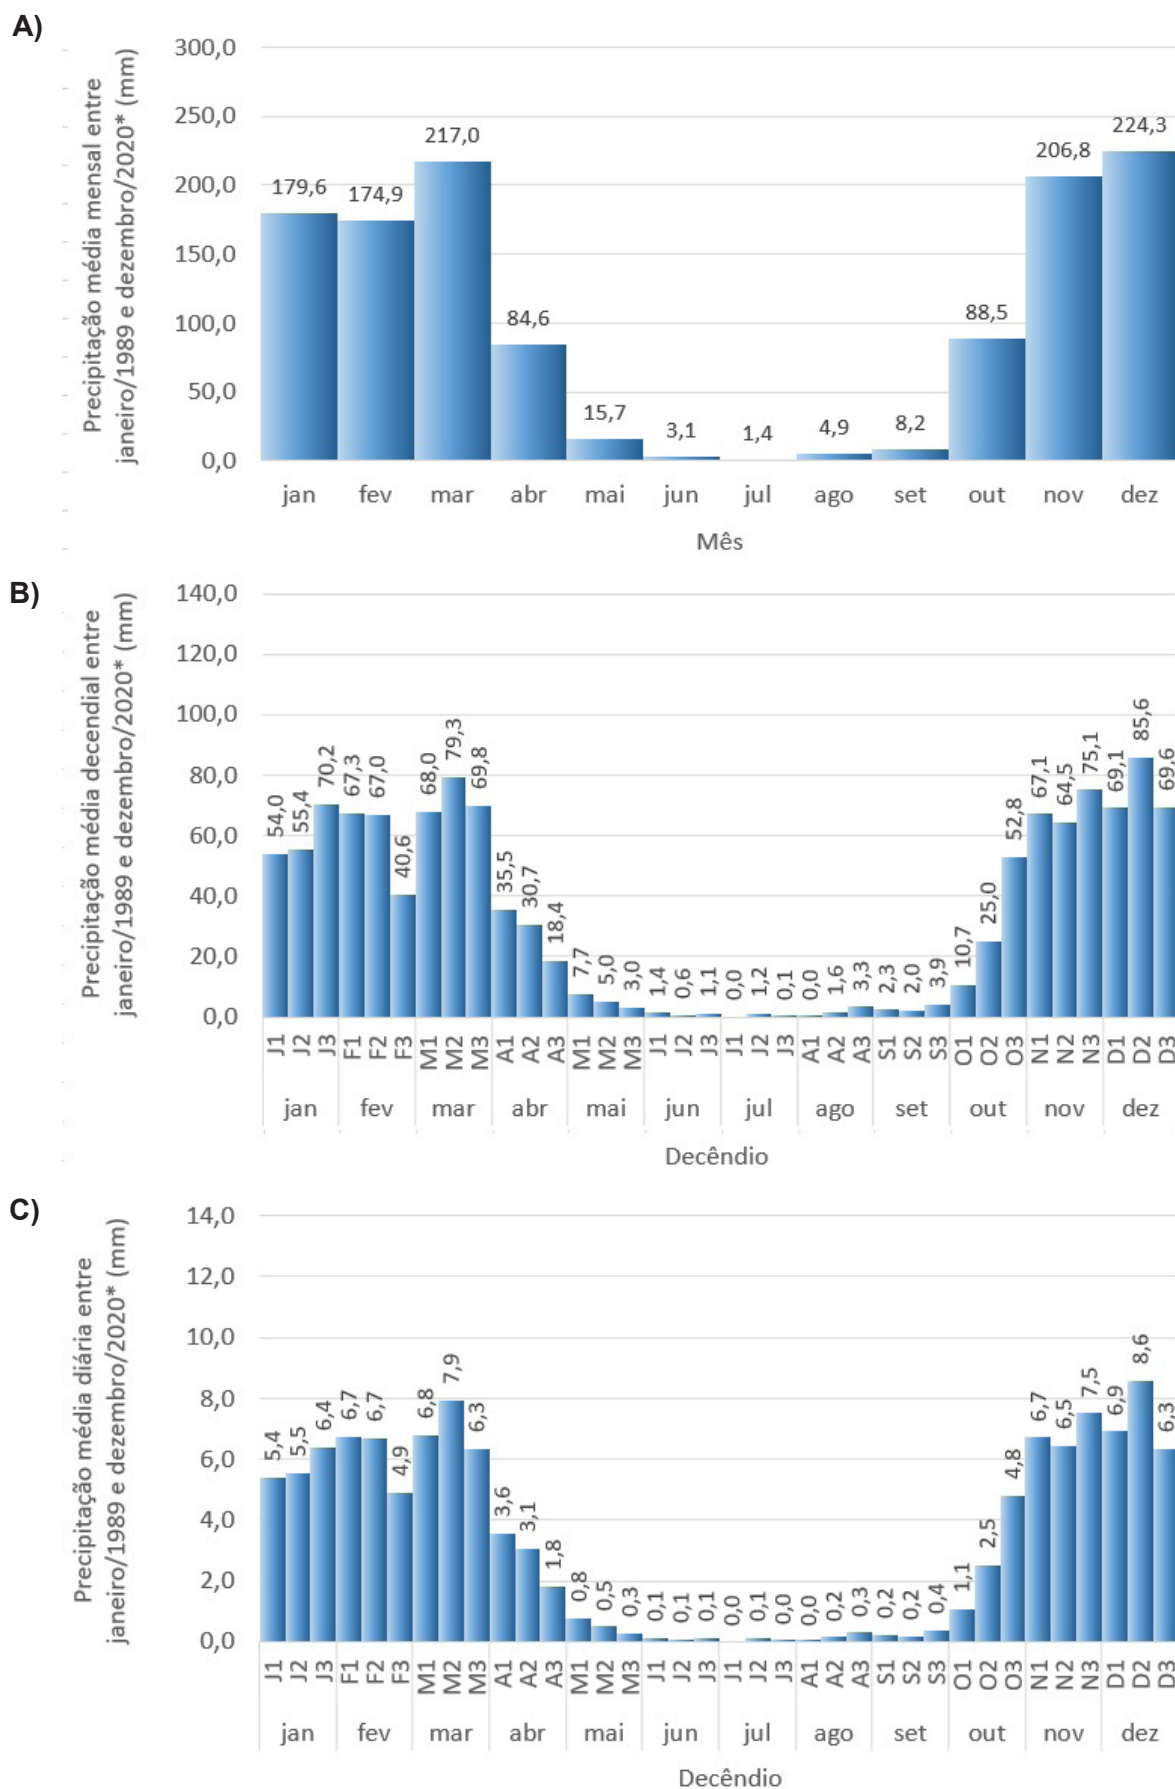 A)
Precipitação média mensal entre
janeiro/1989 e dezembro/2020* (mm)
300,0
250,0
200,0
150,0
100,0
50,0
0,0
179,6 174,9 217,0 84,6 15,7 3,1 1,4 4,9 8,2 88,5 206,8 224,3
jan fev mar abr mai jun jul ago set out nov dez
Mês
B)
Precipitação média decendial entre
janeiro/1989 e dezembro/2020* (mm)
140,0
120,0
100,0
80,0
60,0
40,0
20,0
0,0
54,0 55,4 70,2 67,3 67,0 40,6 68,0 79,3 69,8 35,5 30,7 18,4 7,7 5,0 3,0 1,4 0,6 1,1 0,0 1,2 0,1 0,0 1,6 3,3 2,3 2,0 3,9 10,7 25,0 52,8 67,1 64,5 75,1 69,1 85,6 69,6
J1 J2 J3 F1 F2 F3 M1 M2 M3 A1 A2 A3 M1 M2 M3 J1 J2 J3 J1 J2 J3 A1 A2 A3 S1 S2 S3 O1 O2 O3 N1 N2 N3 D1 D2 D3
jan fev mar abr mai jun jul ago set out nov dez
Decêndio
C)
Precipitação média diária entre
janeiro/1989 e dezembro/2020* (mm)
14,0
12,0
10,0
8,0
6,0
4,0
2,0
0,0
5,4 5,5 6,4 6,7 6,7 4,9 6,8 7,9 6,3 3,6 3,1 1,8 0,8 0,5 0,3 0,1 0,1 0,1 0,0 0,1 0,0 0,0 0,2 0,3 0,2 0,2 0,4 1,1 2,5 4,8 6,7 6,5 7,5 6,9 8,6 6,3
J1 J2 J3 F1 F2 F3 M1 M2 M3 A1 A2 A3 M1 M2 M3 J1 J2 J3 J1 J2 J3 A1 A2 A3 S1 S2 S3 O1 O2 O3 N1 N2 N3 D1 D2 D3
jan fev mar abr mai jun jul ago set out nov dez
Decêndio